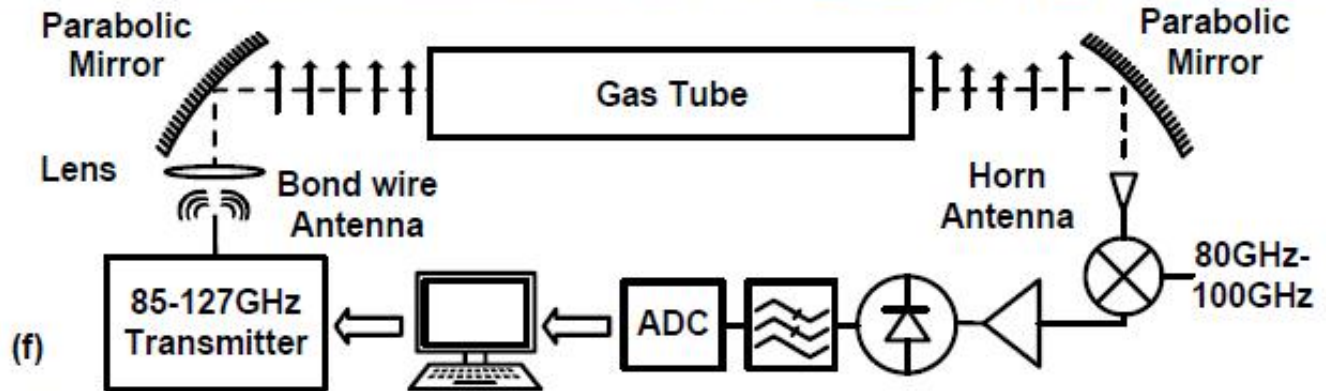 Parabolic
Mirror
Parabolic
Mirror
Gas Tube
Lens
Bond wire
Antenna
Horn
Antenna
80GHz-
100GHz
85-127GHz
Transmitter
ADC
(f)